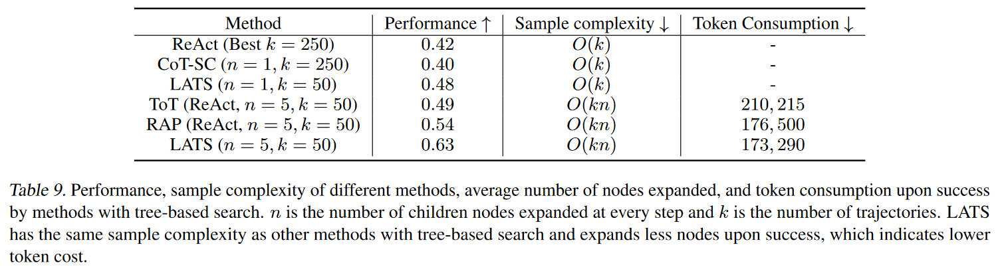 Method Performance ↑ Sample complexity ↓ Token Consumption ↓
ReAct (Best k = 250) 0.42 O(k) -
CoT-SC (n = 1, k = 250) 0.40 O(k) -
LATS (n = 1, k = 50) 0.48 O(k) -
ToT (ReAct, n = 5, k = 50) 0.49 O(kn) 210, 215
RAP (ReAct, n = 5, k = 50) 0.54 O(kn) 176, 500
LATS (n = 5, k = 50) 0.63 O(kn) 173, 290
Table 9. Performance, sample complexity of different methods, average number of nodes expanded, and token consumption upon success
by methods with tree-based search. n is the number of children nodes expanded at every step and k is the number of trajectories. LATS
has the same sample complexity as other methods with tree-based search and expands less nodes upon success, which indicates lower
token cost.